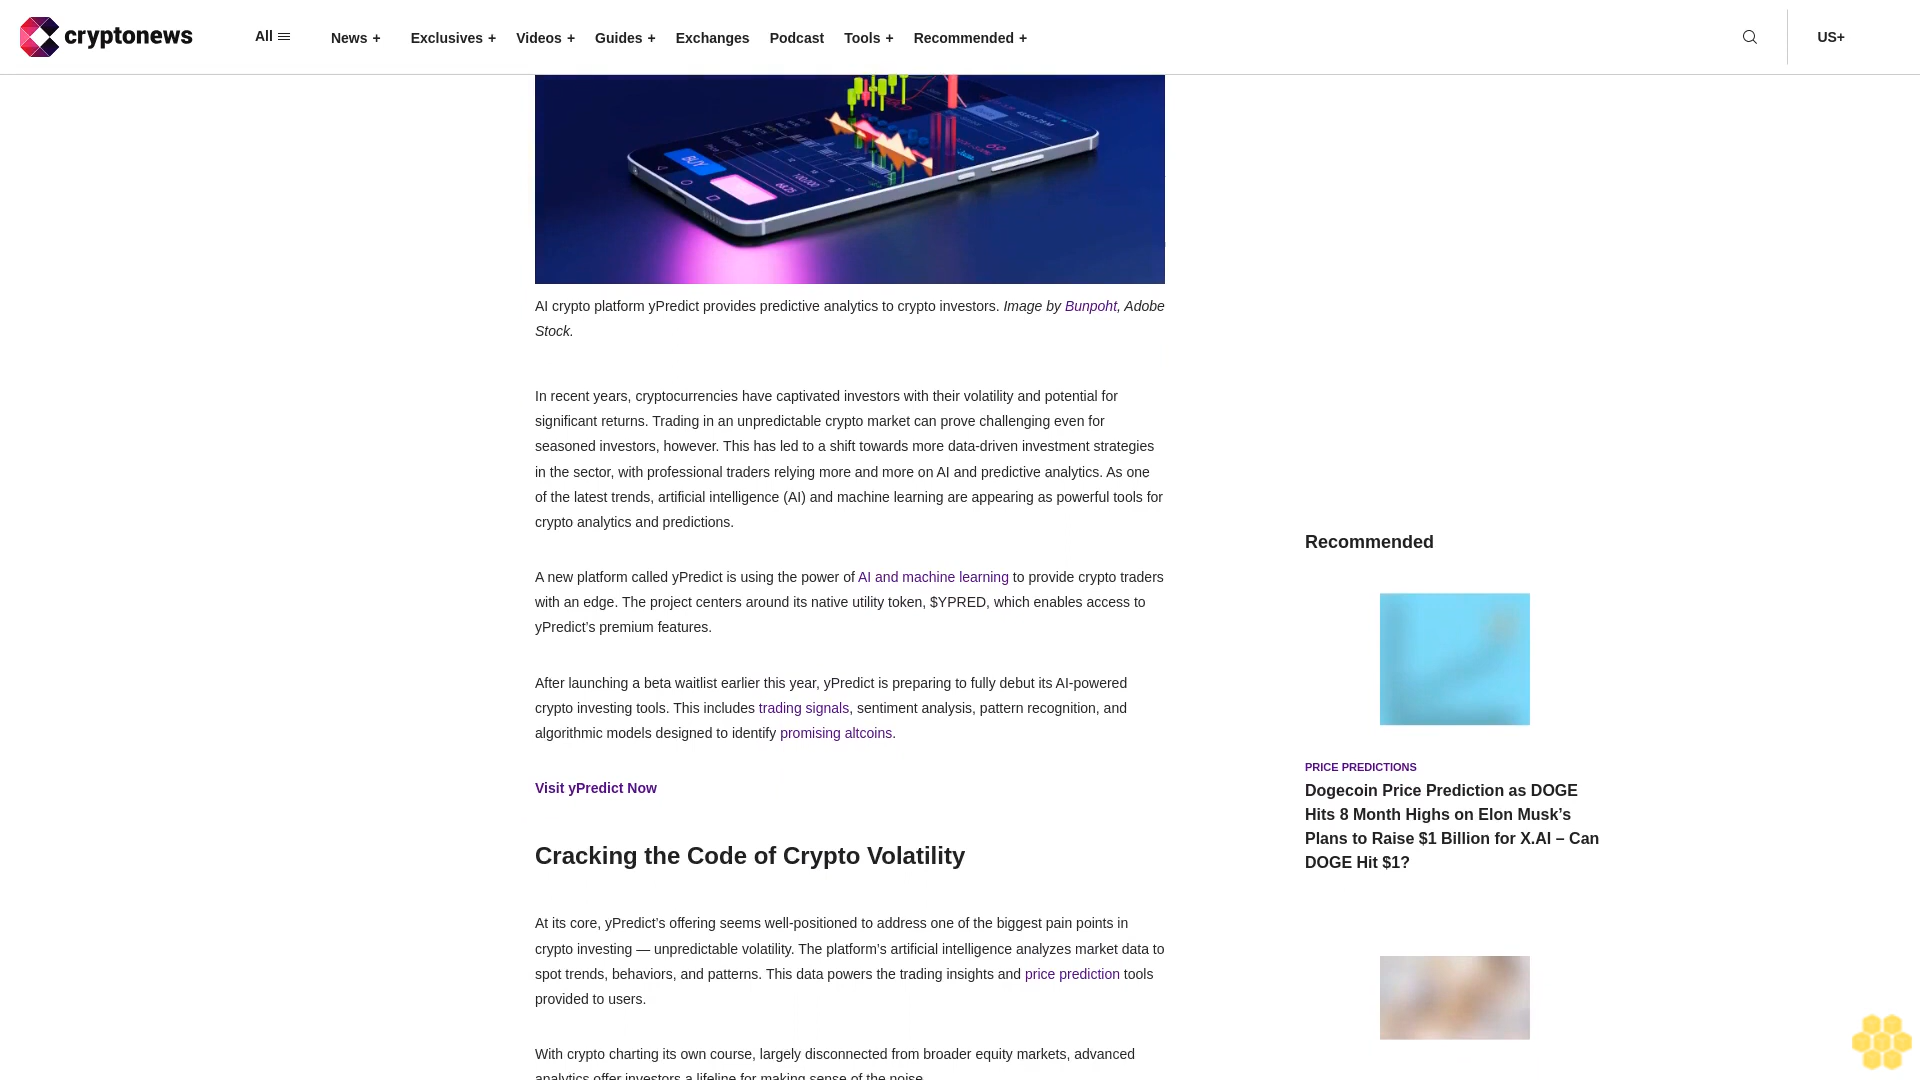 cryptonews
All
News +
Exclusives +
Videos +
Guides +
Exchanges
Podcast
Tools +
Recommended +
US+
BUY
AI crypto platform yPredict provides predictive analytics to crypto investors. Image by Bunpoht, Adobe
Stock.
In recent years, cryptocurrencies have captivated investors with their volatility and potential for
significant returns. Trading in an unpredictable crypto market can prove challenging even for
seasoned investors, however. This has led to a shift towards more data-driven investment strategies
in the sector, with professional traders relying more and more on AI and predictive analytics. As one
of the latest trends, artificial intelligence (AI) and machine learning are appearing as powerful tools for
crypto analytics and predictions.
A new platform called yPredict is using the power of AI and machine learning to provide crypto traders
with an edge. The project centers around its native utility token, $YPRED, which enables access to
yPredict’s premium features.
After launching a beta waitlist earlier this year, yPredict is preparing to fully debut its AI-powered
crypto investing tools. This includes trading signals, sentiment analysis, pattern recognition, and
algorithmic models designed to identify promising altcoins.
Visit yPredict Now
Cracking the Code of Crypto Volatility
At its core, yPredict’s offering seems well-positioned to address one of the biggest pain points in
crypto investing — unpredictable volatility. The platform’s artificial intelligence analyzes market data to
spot trends, behaviors, and patterns. This data powers the trading insights and price prediction tools
provided to users.
With crypto charting its own course, largely disconnected from broader equity markets, advanced
analytics offer investors a lifeline for making sense of the noise.
Recommended
PRICE PREDICTIONS
Dogecoin Price Prediction as DOGE
Hits 8 Month Highs on Elon Musk’s
Plans to Raise $1 Billion for X.AI – Can
DOGE Hit $1?